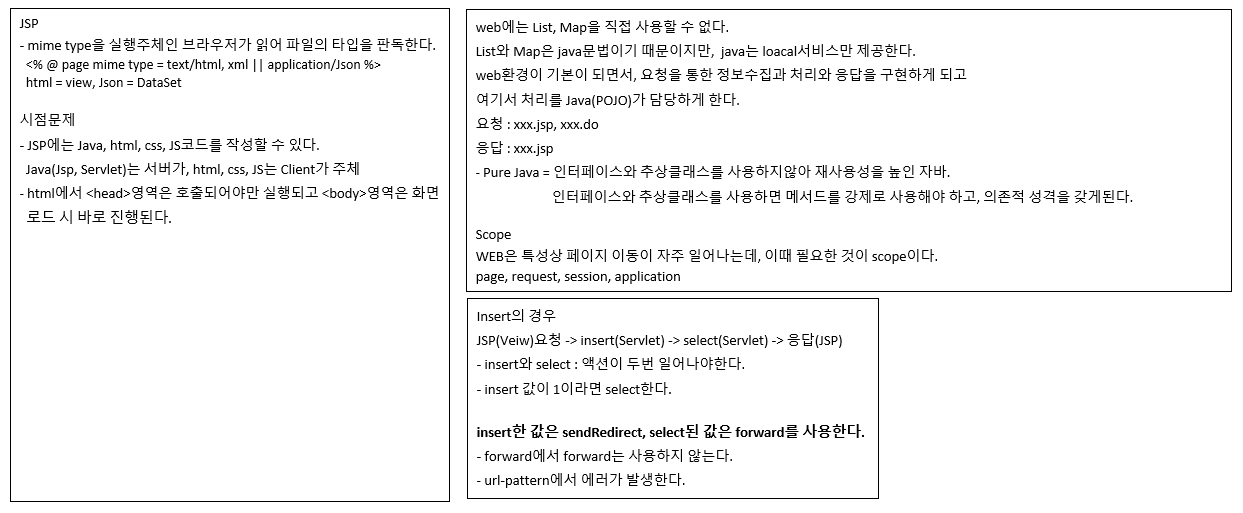 JSP
- mime type을 실행주체인 브라우저가 읽어 파일의 타입을 판독한다.
<% @ page mime type = text/html, xml || application/Json %>
html = view, Json = DataSet
시점문제
- JSP에는 Java, html, css, JS코드를 작성할 수 있다.
Java(Jsp, Servlet)는 서버가, html, css, JS는 Client가 주체
- html에서 <head>영역은 호출되어야만 실행되고 <body>영역은 화면
로드 시 바로 진행된다.
web에는 List, Map을 직접 사용할 수 없다.
List와 Map은 java문법이기 때문이지만, java는 loacal서비스만 제공한다.
web환경이 기본이 되면서, 요청을 통한 정보수집과 처리와 응답을 구현하게 되고
여기서 처리를 Java(POJO)가 담당하게 한다.
요청 : xxx.jsp, xxx.do
응답 : xxx.jsp
- Pure Java = 인터페이스와 추상클래스를 사용하지않아 재사용성을 높인 자바.
인터페이스와 추상클래스를 사용하면 메서드를 강제로 사용해야 하고, 의존적 성격을 갖게된다.
Scope
WEB은 특성상 페이지 이동이 자주 일어나는데, 이때 필요한 것이 scope이다.
page, request, session, application
Insert의 경우
JSP(Veiw)요청 -> insert(Servlet) -> select(Servlet) -> 응답(JSP)
- insert와 select : 액션이 두번 일어나야한다.
- insert 값이 1이라면 select한다.
insert한 값은 sendRedirect, select된 값은 forward를 사용한다.
- forward에서 forward는 사용하지 않는다.
- url-pattern에서 에러가 발생한다.